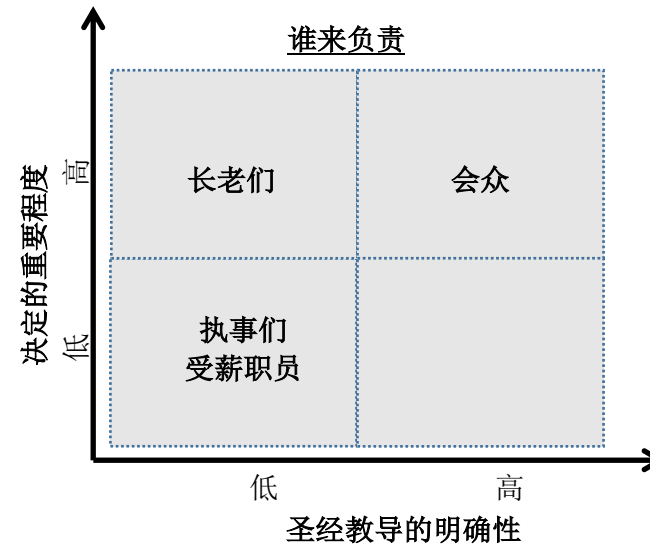 谁来负责
长老们
会众
执事们
受薪职员
决定的重要程度
高
低
低
高
圣经教导的明确性